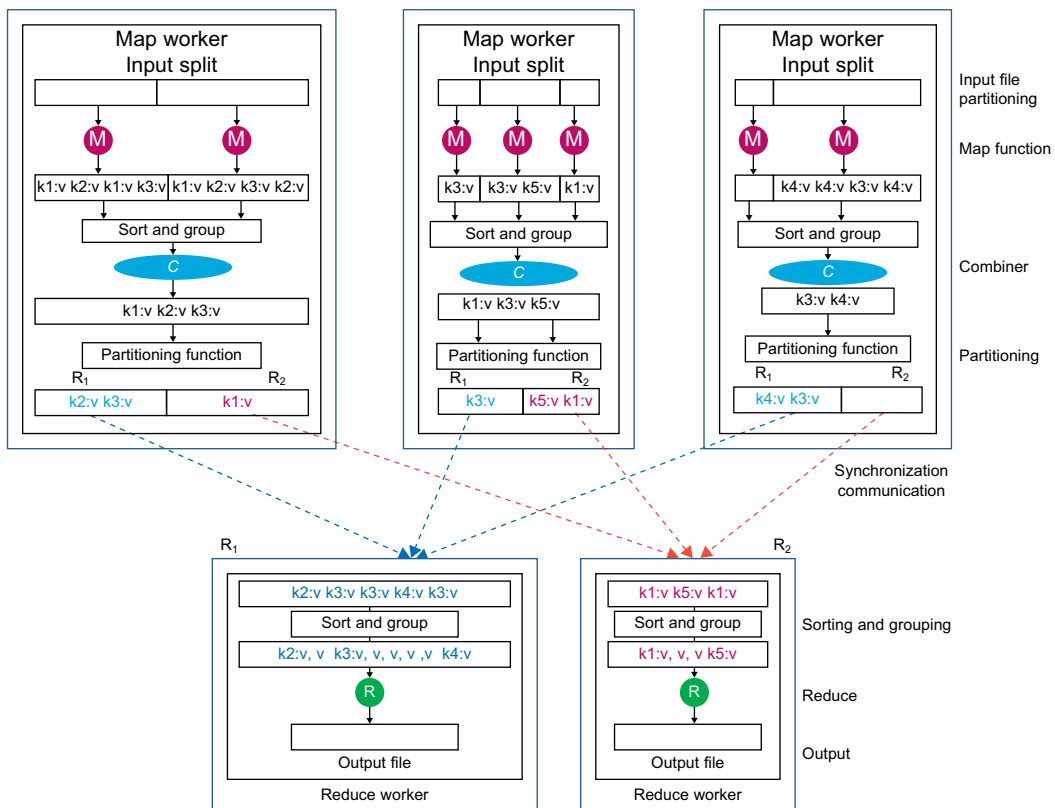 Map worker
Input split
M M
k1:v k2:v k1:v k3:v k1:v k2:v k3:v k2:v
Sort and group
C
k1:v k2:v k3:v
Partitioning function
R1 R2
k2:v k3:v k1:v
Map worker
Input split
M M M
k3:v k3:v k5:v k1:v
Sort and group
C
k1:v k3:v k5:v
Partitioning function
R1 R2
k3:v k5:v k1:v
Map worker
Input split
M M
k4:v k4:v k3:v k4:v
Sort and group
C
k3:v k4:v
Partitioning function
R1 R2
k4:v k3:v
Input file
partitioning
Map function
Combiner
Partitioning
Synchronization
communication
R1
k2:v k3:v k3:v k4:v k3:v
Sort and group
k2:v, v k3:v, v, v, v ,v k4:v
R
Output file
Reduce worker
R2
k1:v k5:v k1:v
Sort and group
k1:v, v, v k5:v
R
Output file
Reduce worker
Sorting and grouping
Reduce
Output